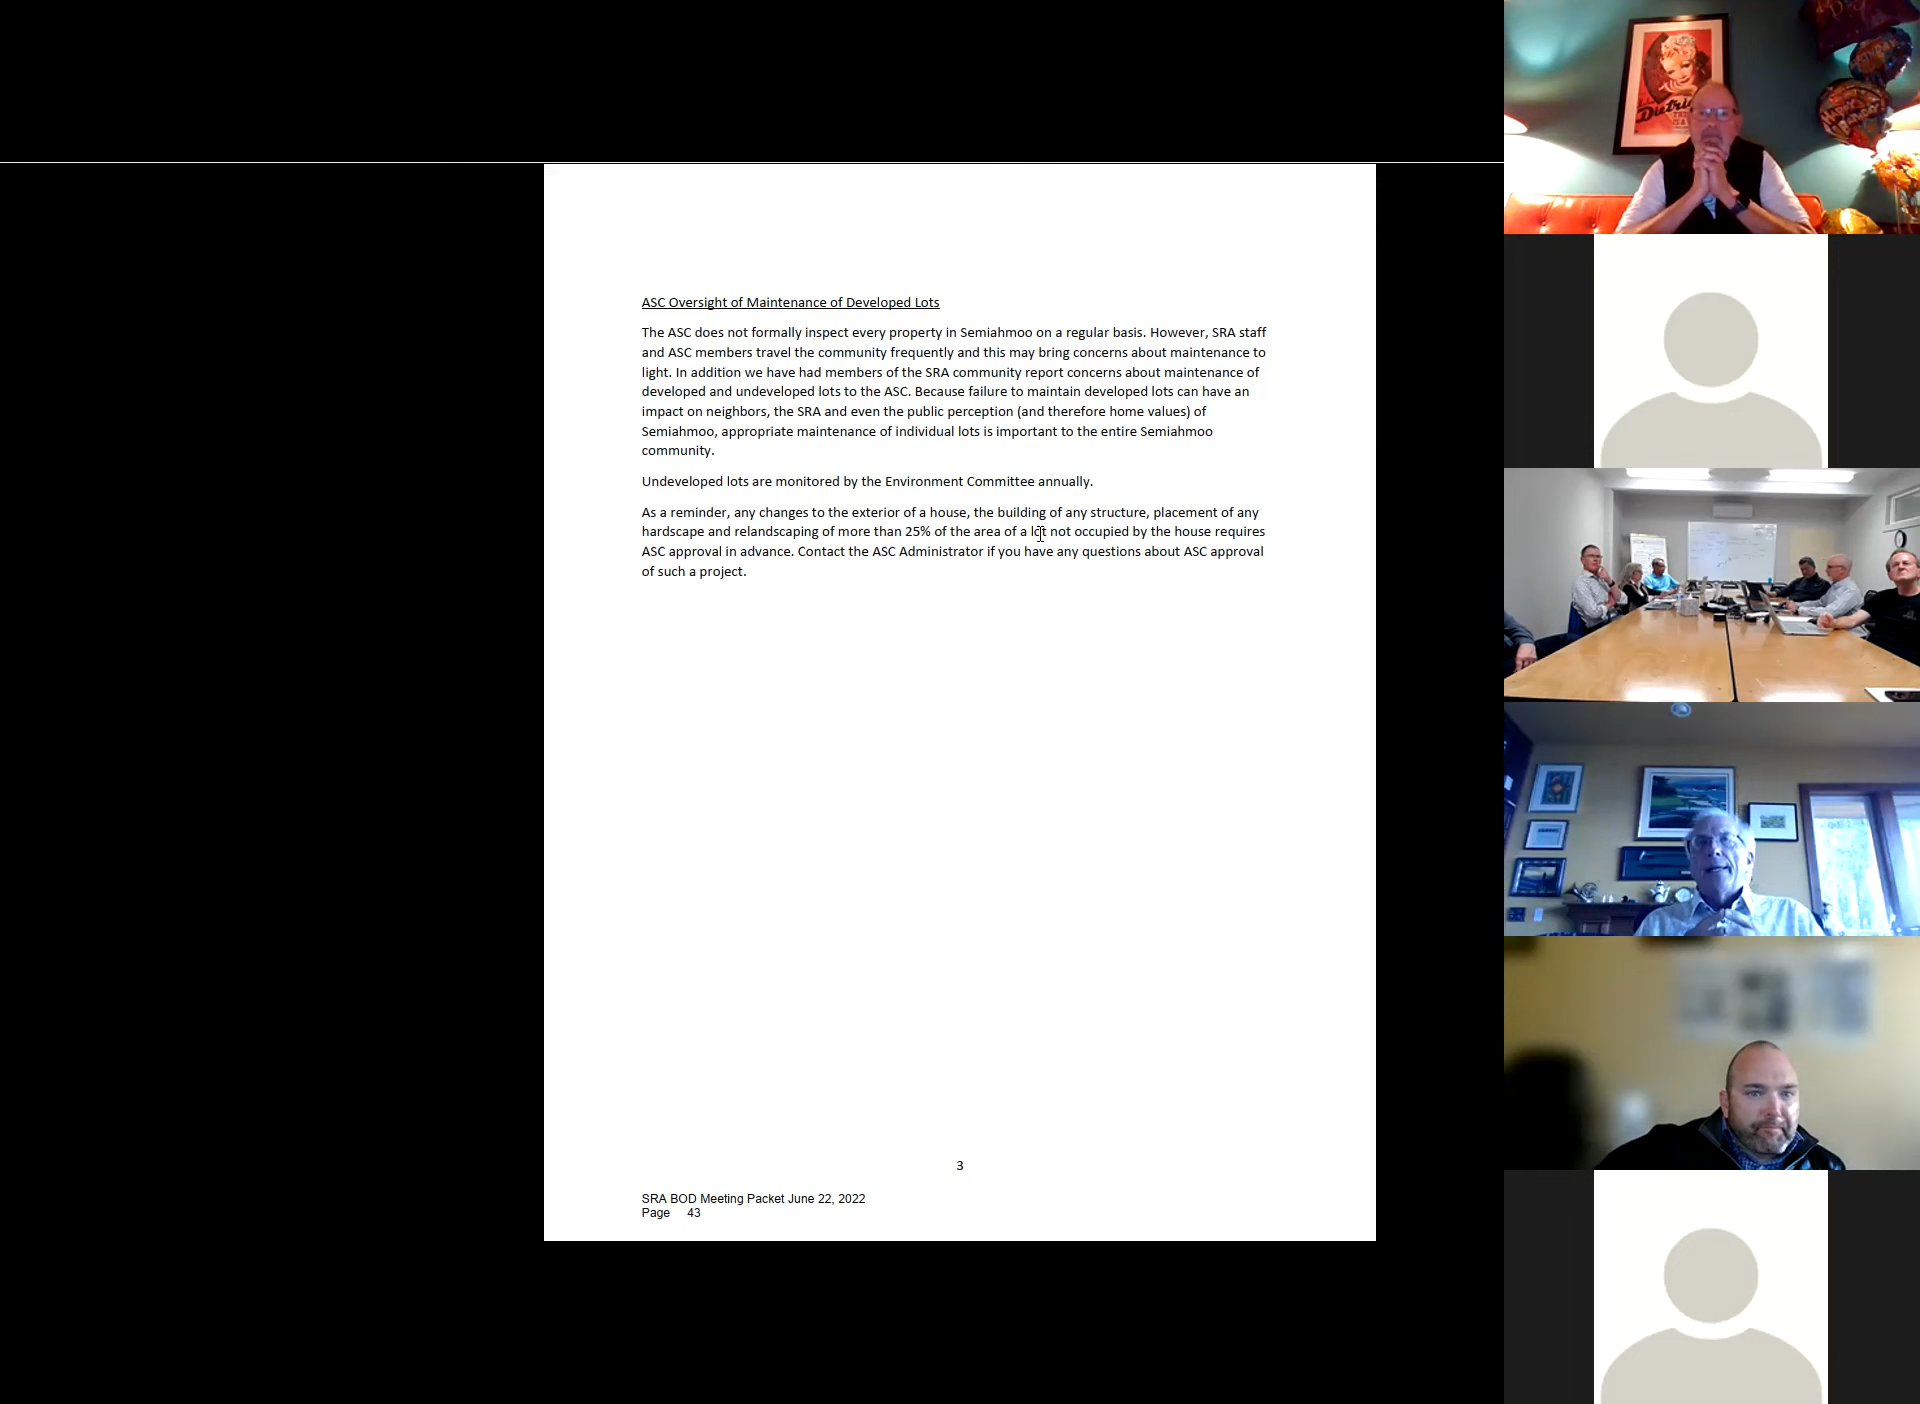 ASC Oversight of Maintenance of Developed Lots
The ASC does not formally inspect every property in Semiahmoo on a regular basis. However, SRA staff
and ASC members travel the community frequently and this may bring concerns about maintenance to
light. In addition we have had members of the SRA community report concerns about maintenance of
developed and undeveloped lots to the ASC. Because failure to maintain developed lots can have an
impact on neighbors, the SRA and even the public perception (and therefore home values) of
Semiahmoo, appropriate maintenance of individual lots is important to the entire Semiahmoo
community.
Undeveloped lots are monitored by the Environment Committee annually.
As a reminder, any changes to the exterior of a house, the building of any structure, placement of any
hardscape and relandscaping of more than 25% of the area of a lot not occupied by the house requires
ASC approval in advance. Contact the ASC Administrator if you have any questions about ASC approval
of such a project.
3
SRA BOD Meeting Packet June 22, 2022
Page 43
Dietri